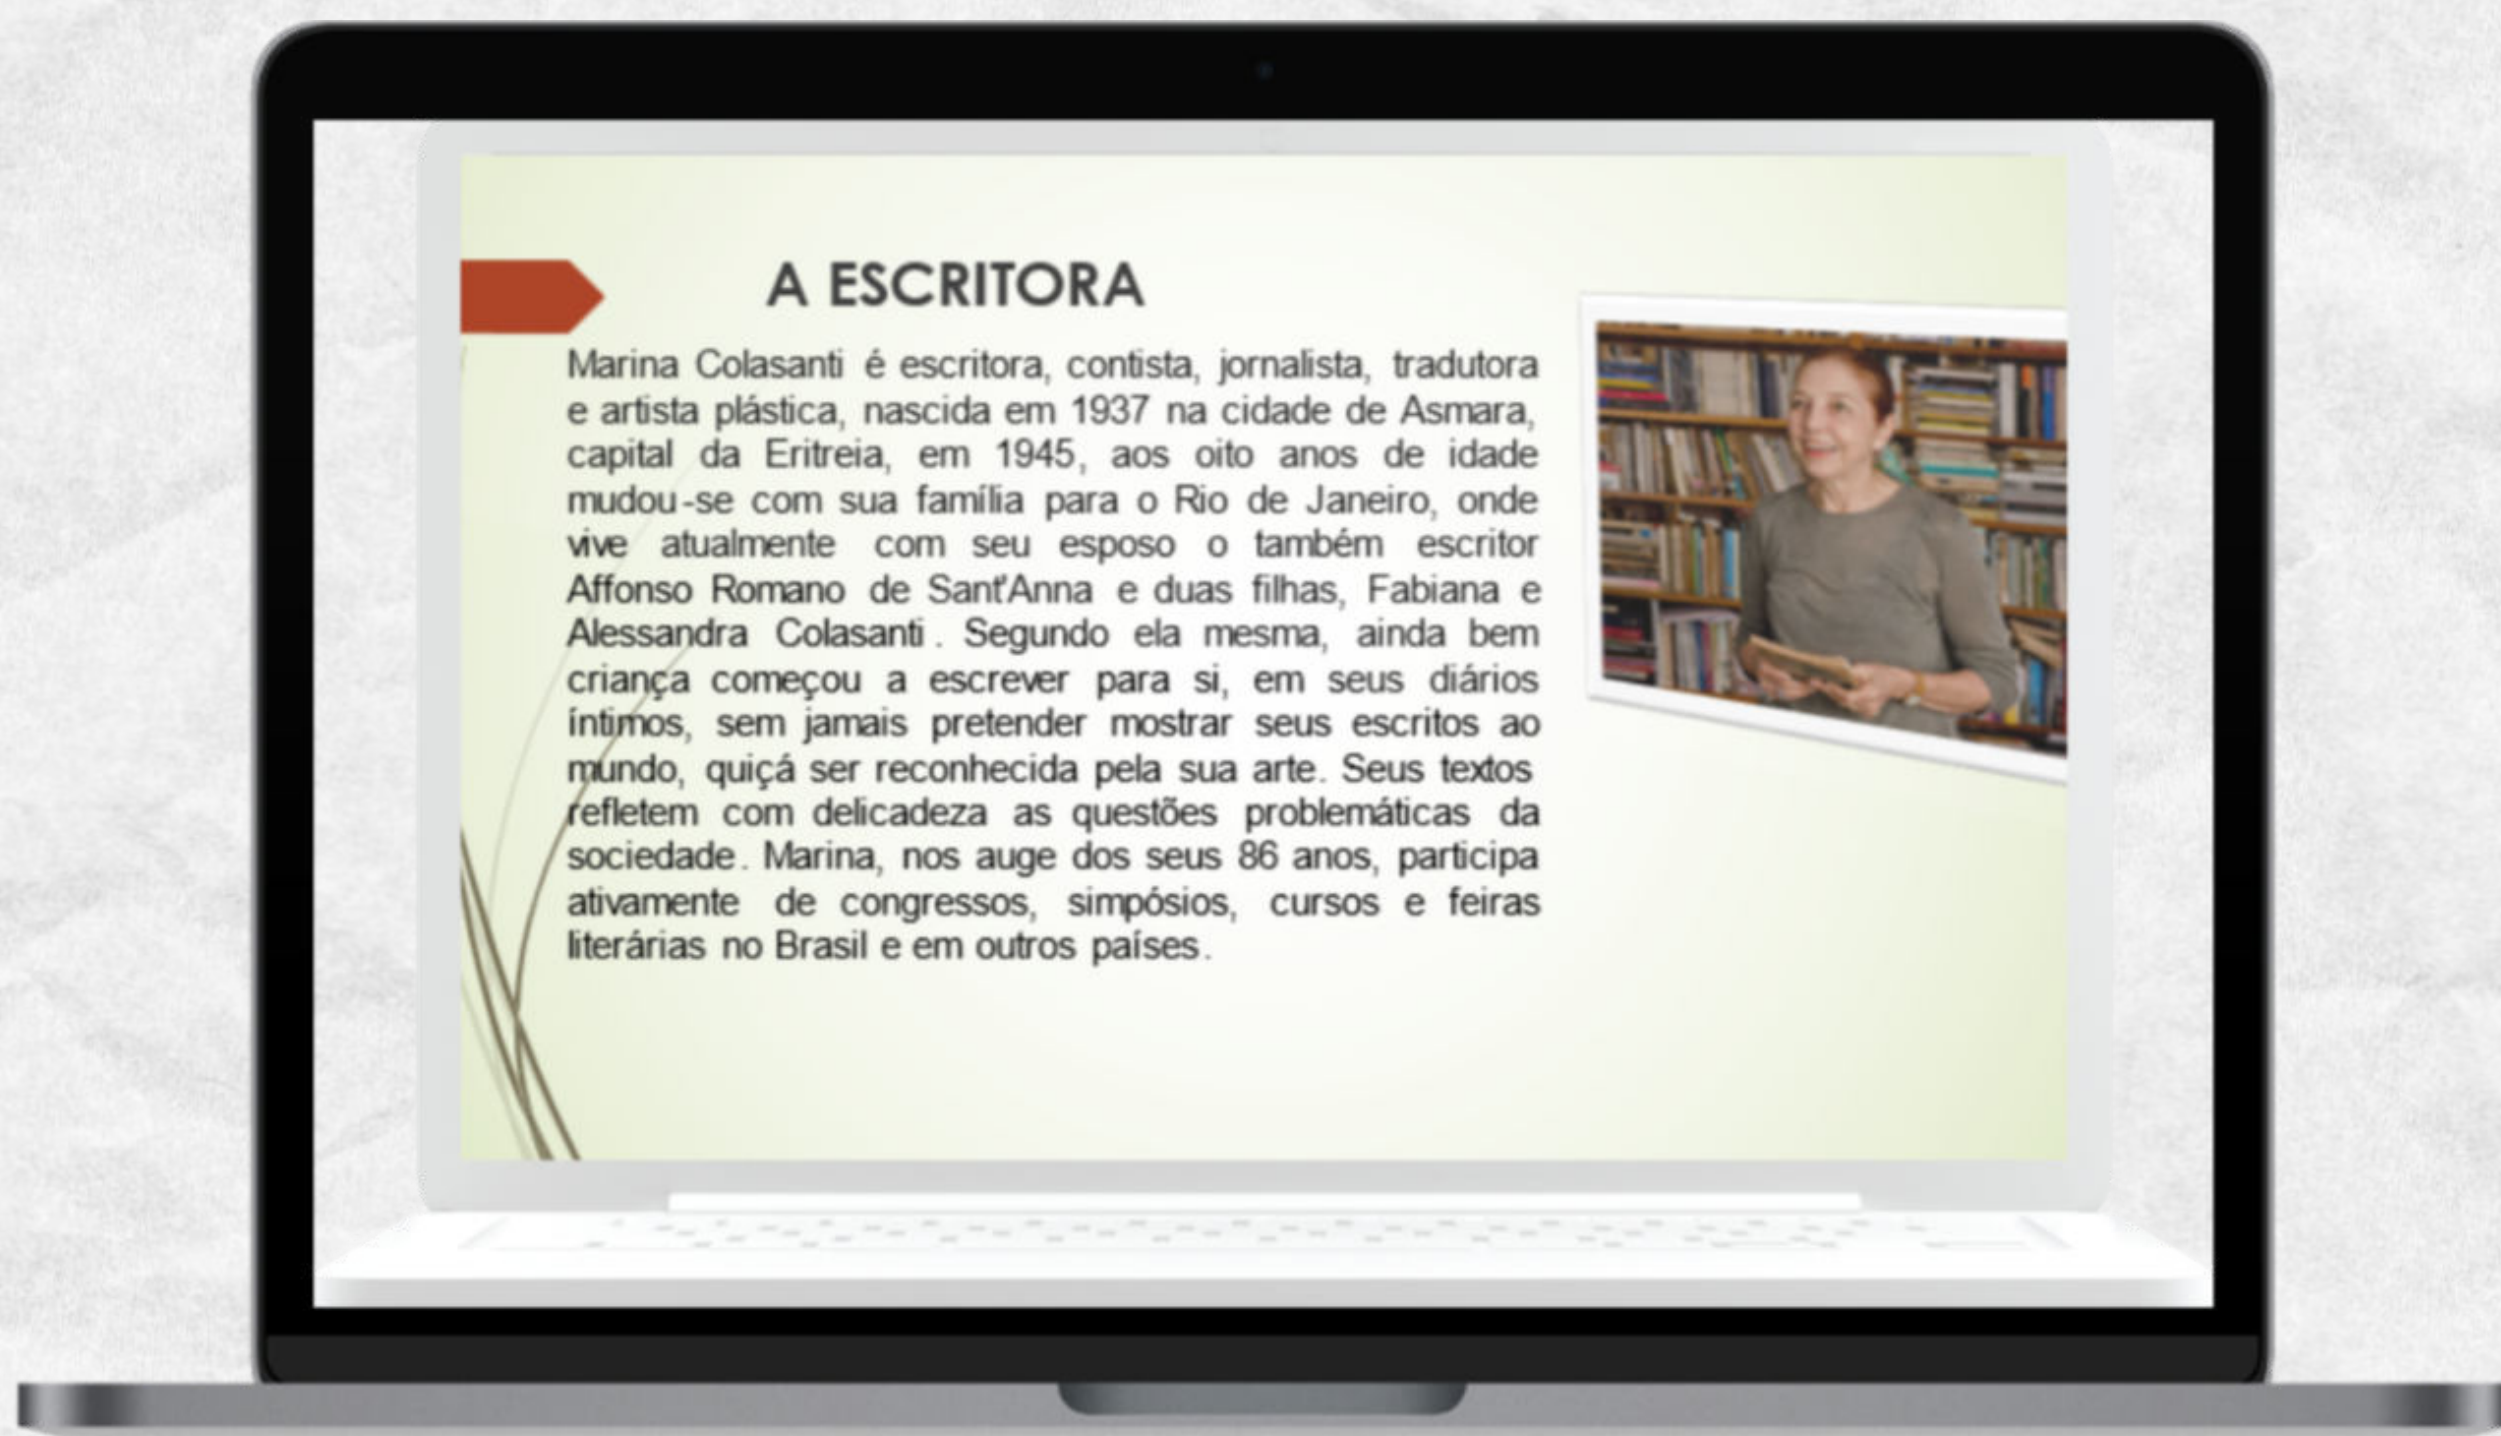 A ESCRITORA
Marina Colasanti é escritora, contista, jornalista, tradutora
e artista plástica, nascida em 1937 na cidade de Asmara,
capital da Eritreia, em 1945, aos oito anos de idade
mudou-se com sua família para o Rio de Janeiro, onde
vive atualmente com seu esposo o também escritor
Affonso Romano de Sant'Anna e duas filhas, Fabiana e
Alessandra Colasanti. Segundo ela mesma, ainda bem
criança começou a escrever para si, em seus diários
íntimos, sem jamais pretender mostrar seus escritos ao
mundo, quiçá ser reconhecida pela sua arte. Seus textos
refletem com delicadeza as questões problemáticas da
sociedade. Marina, nos auge dos seus 86 anos, participa
ativamente de congressos, simpósios, cursos e feiras
literárias no Brasil e em outros países.